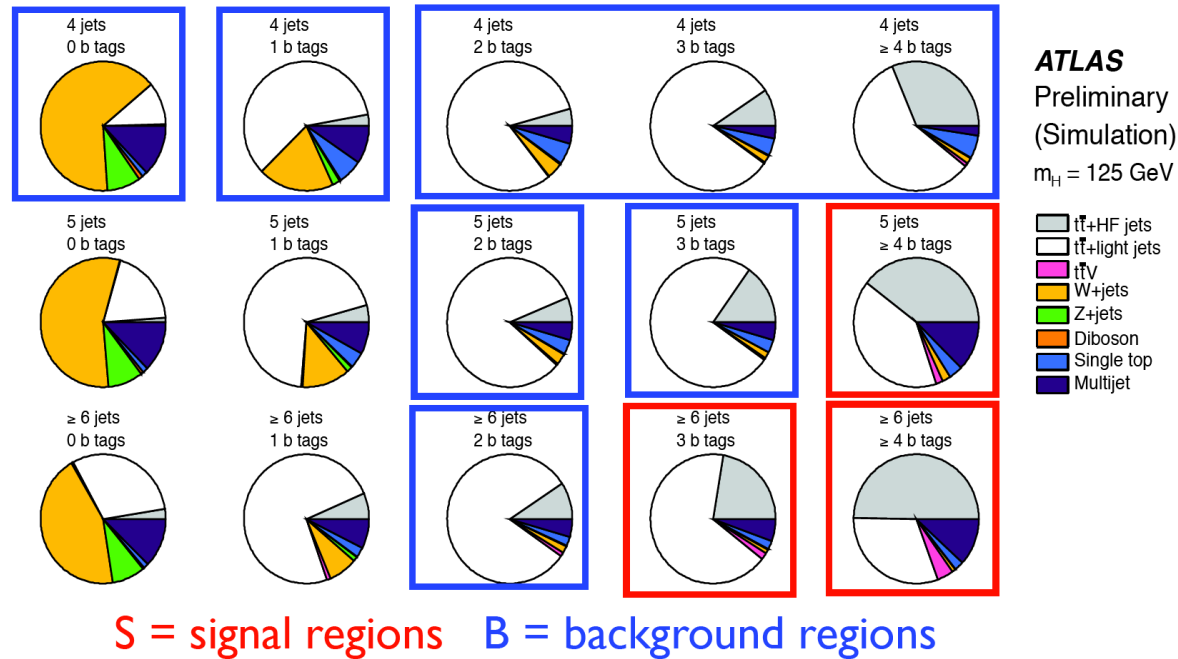 4 jets
0 b tags
4 jets
1 b tags
4 jets
2 b tags
4 jets
3 b tags
4 jets
≥ 4 b tags
ATLAS
Preliminary
(Simulation)
m_H = 125 GeV
5 jets
0 b tags
5 jets
1 b tags
5 jets
2 b tags
5 jets
3 b tags
5 jets
≥ 4 b tags
tt̄+HF jets
tt̄+light jets
tt̄V
W+jets
Z+jets
Diboson
Single top
Multijet
≥ 6 jets
0 b tags
≥ 6 jets
1 b tags
≥ 6 jets
2 b tags
≥ 6 jets
3 b tags
≥ 6 jets
≥ 4 b tags
S = signal regions B = background regions